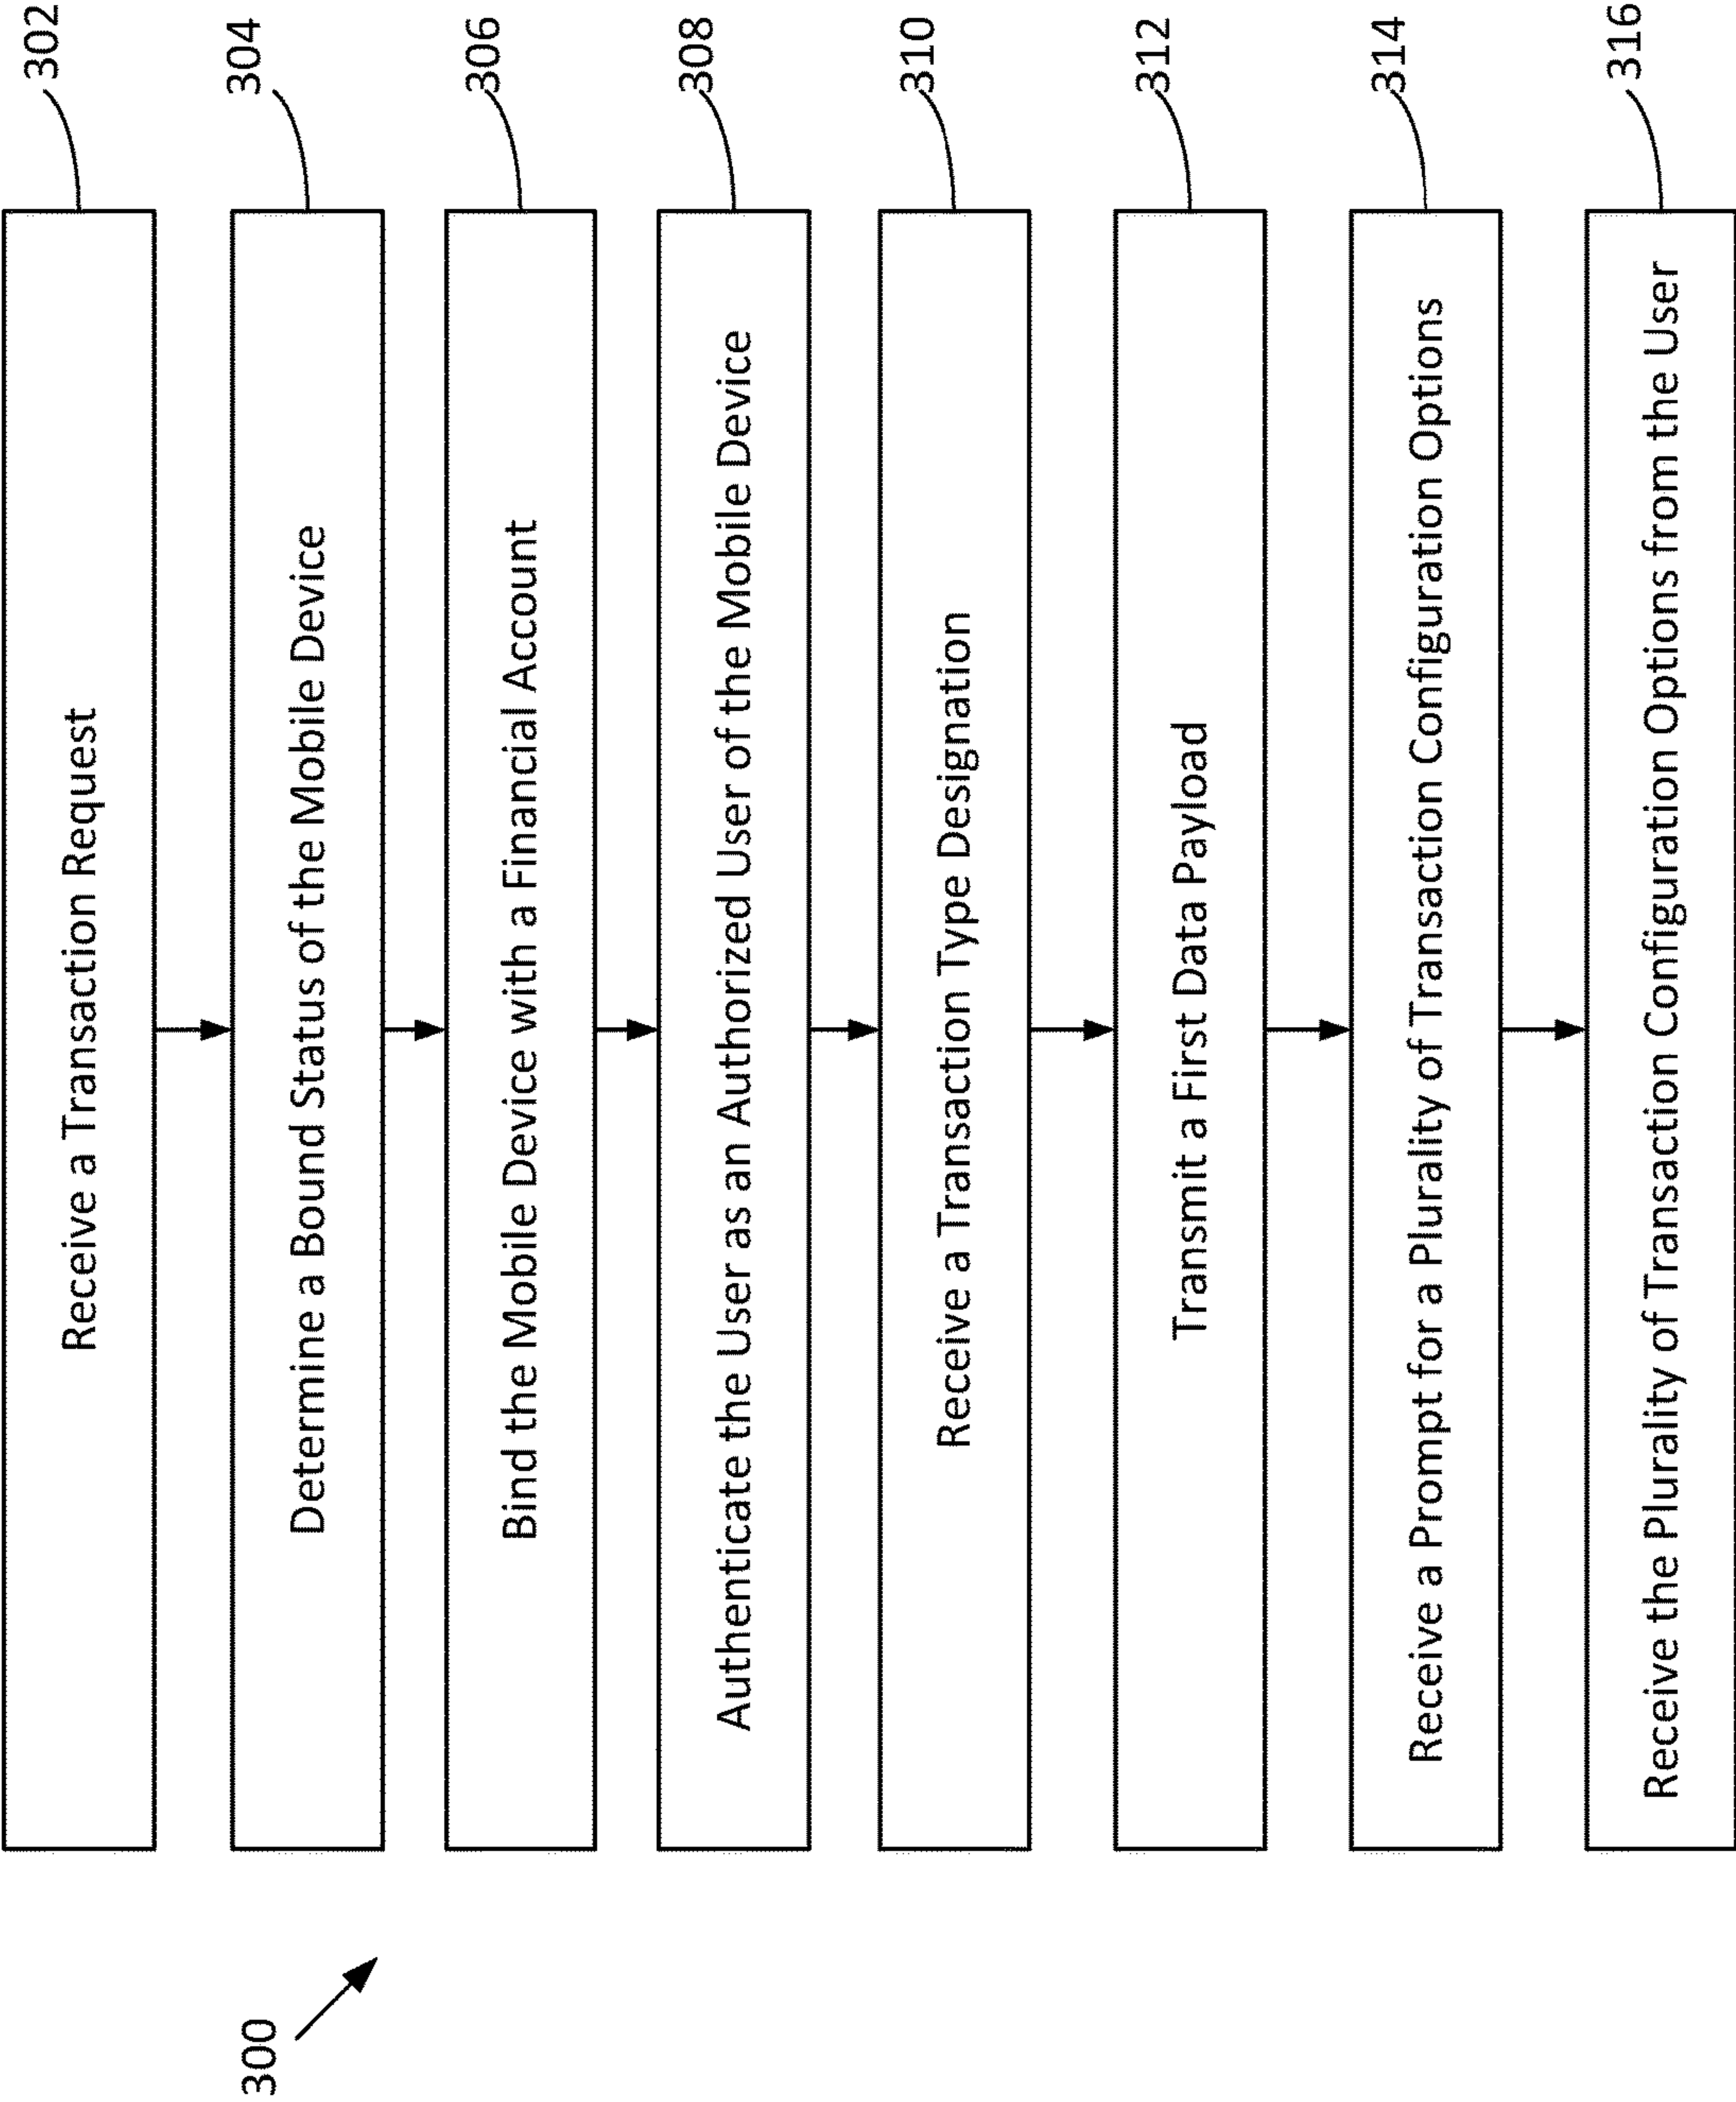 300
Receive a Transaction Request
302
Determine a Bound Status of the Mobile Device
304
Bind the Mobile Device with a Financial Account
306
Authenticate the User as an Authorized User of the Mobile Device
308
Receive a Transaction Type Designation
310
Transmit a First Data Payload
312
Receive a Prompt for a Plurality of Transaction Configuration Options
314
Receive the Plurality of Transaction Configuration Options from the User
316